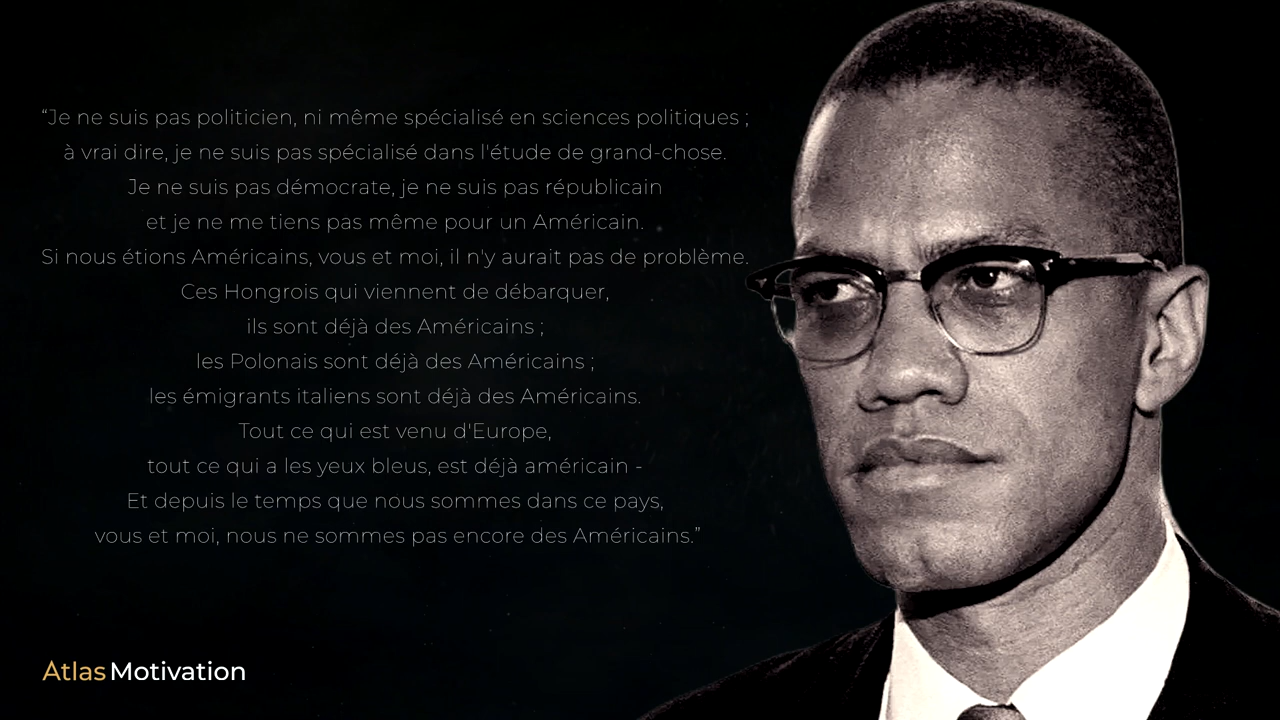 “Je ne suis pas politicien, ni même spécialisé en sciences politiques ;
à vrai dire, je ne suis pas spécialisé dans l'étude de grand-chose.
Je ne suis pas démocrate, je ne suis pas républicain
et je ne me tiens pas même pour un Américain.
Si nous étions Américains, vous et moi, il n'y aurait pas de problème.
Ces Hongrois qui viennent de débarquer,
ils sont déjà des Américains ;
les Polonais sont déjà des Américains ;
les émigrants italiens sont déjà des Américains.
Tout ce qui est venu d'Europe,
tout ce qui a les yeux bleus, est déjà américain -
Et depuis le temps que nous sommes dans ce pays,
vous et moi, nous ne sommes pas encore des Américains.”
Atlas Motivation